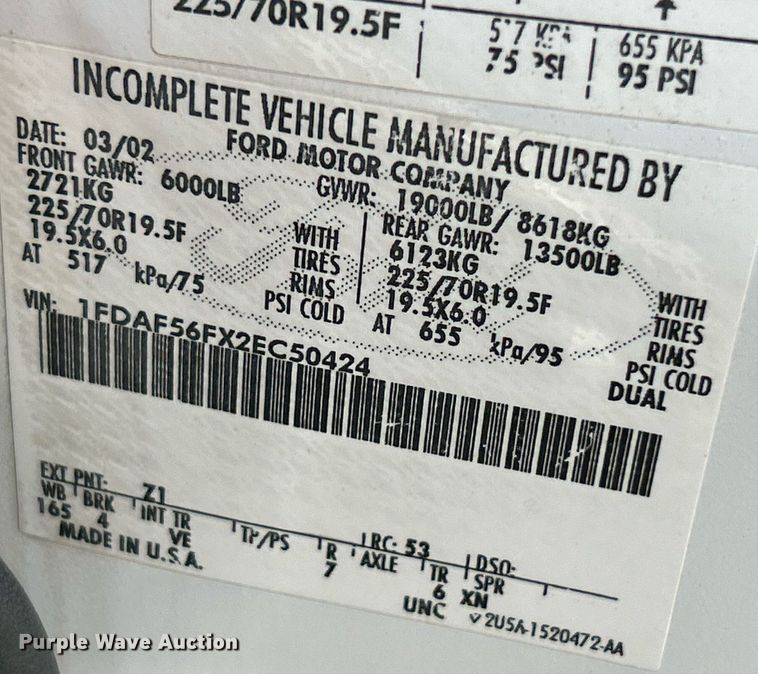 225/70R19.5F
517 KPA 655 KPA
75 PSI 95 PSI
INCOMPLETE VEHICLE MANUFACTURED BY
FORD MOTOR COMPANY
DATE: 03/02 GVWR: 19000LB/ 8618KG
FRONT GAWR: 6000LB REAR GAWR: 13500LB
2721KG WITH 6123KG WITH
225/70R19.5F TIRES 225/70R19.5F TIRES
19.5X6.0 RIMS 19.5X6.0 RIMS
AT 517 kPa/75 PSI COLD AT 655 kPa/95 PSI COLD
DUAL
VIN: 1FDAF56FX2EC50424
EXT PNT: Z1 RC: 53 DSO:
WB BRK INT TR TP/PS R AXLE TR SPR
165 4 VE 7 6 XN
MADE IN U.S.A. UNC 2U5A-1520472-AA
Purple Wave Auction